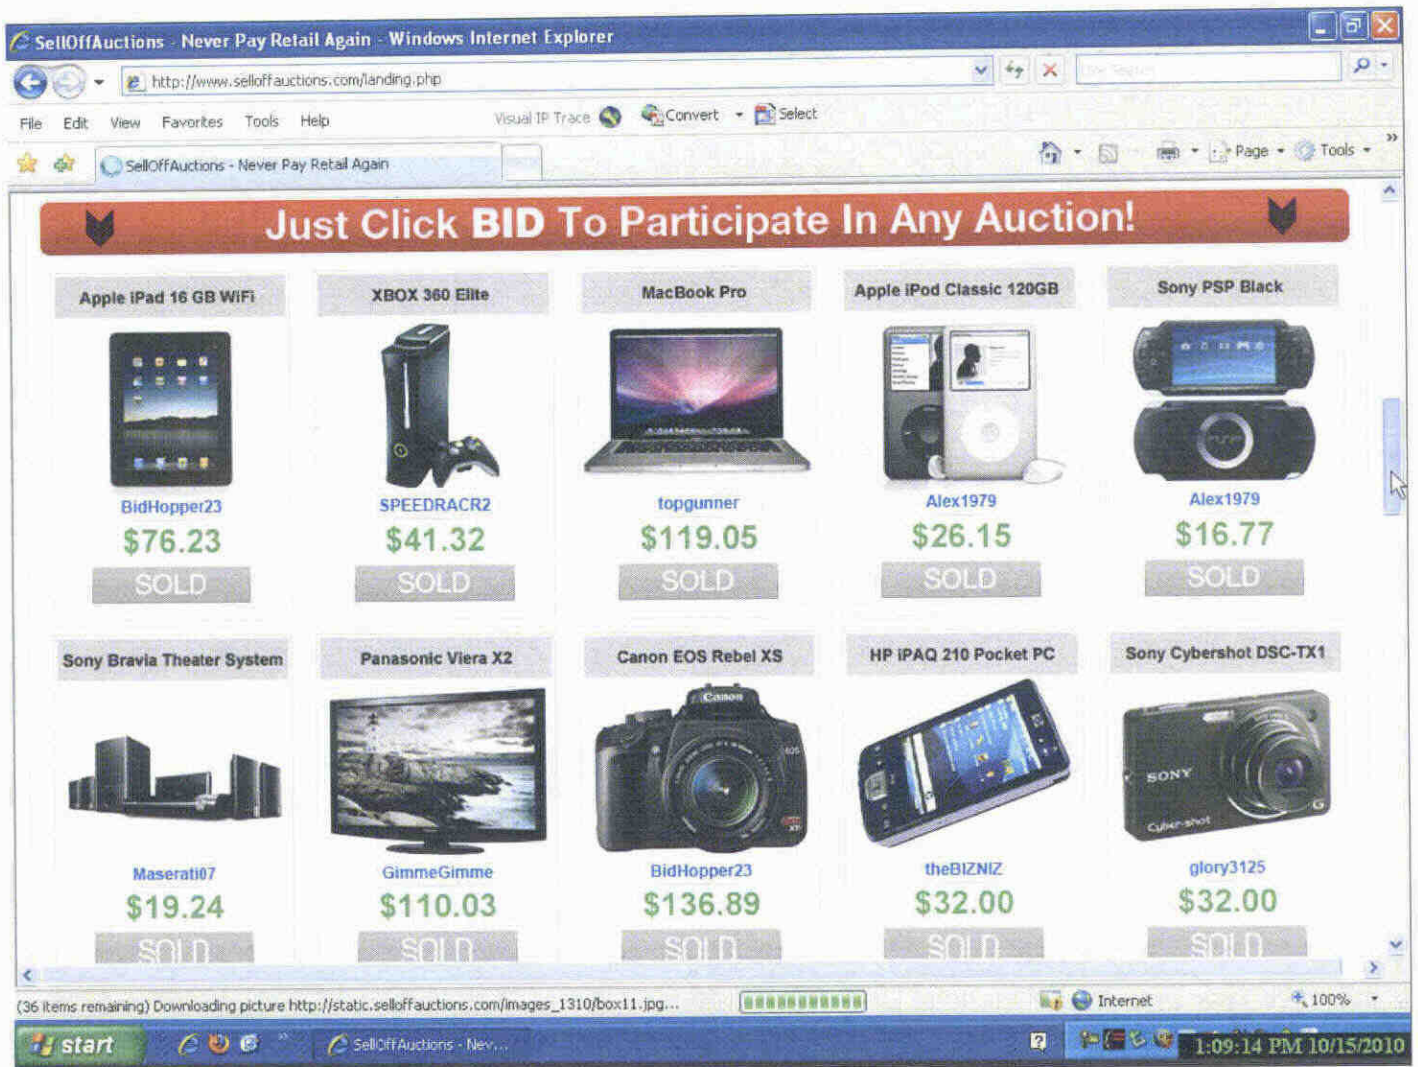 SellOffAuctions - Never Pay Retail Again - Windows Internet Explorer
http://www.selloffauctions.com/landing.php
File Edit View Favorites Tools Help Visual IP Trace Convert Select
SellOffAuctions - Never Pay Retail Again Page Tools
Just Click BID To Participate In Any Auction!
Apple iPad 16 GB WiFi XBOX 360 Elite MacBook Pro Apple iPod Classic 120GB Sony PSP Black
BidHopper23 SPEEDRACR2 topgunner Alex1979 Alex1979
$76.23 $41.32 $119.05 $26.15 $16.77
SOLD SOLD SOLD SOLD SOLD
Sony Bravia Theater System Panasonic Viera X2 Canon EOS Rebel XS HP iPAQ 210 Pocket PC Sony Cybershot DSC-TX1
Canon
EOS
SONY
G
Cyber-shot
Maserati07 GimmeGimme BidHopper23 theBIZNIZ glory3125
$19.24 $110.03 $136.89 $32.00 $32.00
SOLD SOLD SOLD SOLD SOLD
(36 items remaining) Downloading picture http://static.selloffauctions.com/images_1310/box11.jpg... Internet 100%
start SellOffAuctions - Nev... 1:09:14 PM 10/15/2010